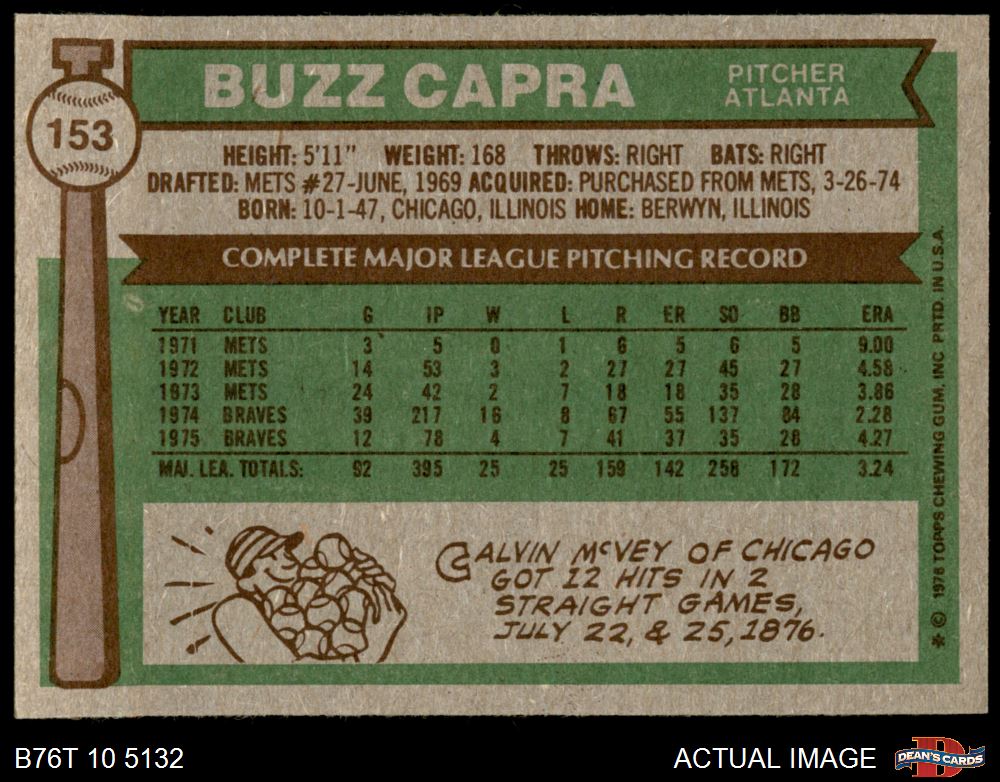 T
153
BUZZ CAPRA
PITCHER
ATLANTA
HEIGHT: 5'11" WEIGHT: 168 THROWS: RIGHT BATS: RIGHT
DRAFTED: METS #27-JUNE, 1969 ACQUIRED: PURCHASED FROM METS, 3-26-74
BORN: 10-1-47, CHICAGO, ILLINOIS HOME: BERWYN, ILLINOIS
COMPLETE MAJOR LEAGUE PITCHING RECORD
YEAR CLUB G IP W L R ER SO BB ERA
1971 METS 3 5 0 1 6 5 6 5 9.00
1972 METS 14 53 3 2 27 27 45 27 4.58
1973 METS 24 42 2 7 18 18 35 28 3.86
1974 BRAVES 39 217 16 8 67 55 137 84 2.28
1975 BRAVES 12 78 4 7 41 37 35 28 4.27
MAJ. LEA. TOTALS: 92 395 25 25 159 142 258 172 3.24
CALVIN McVEY OF CHICAGO
GOT 12 HITS IN 2
STRAIGHT GAMES,
JULY 22, & 25, 1876.
* © 1976 TOPPS CHEWING GUM, INC PRTD. IN U.S.A.
B76T 10 5132
ACTUAL IMAGE
D
DEAN'S CARDS